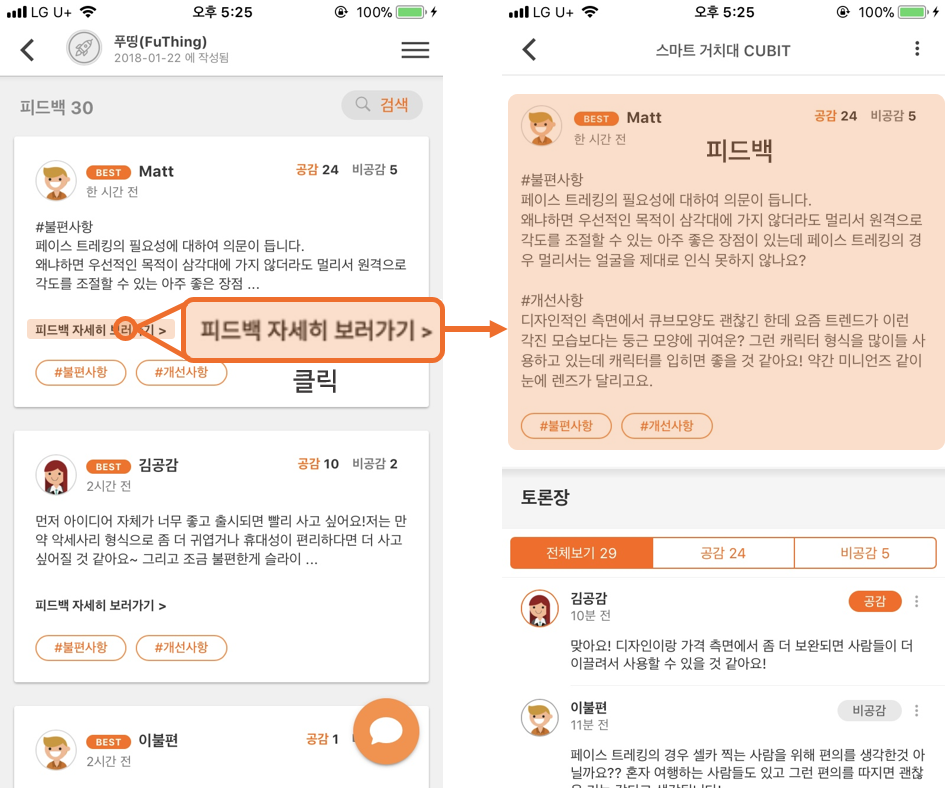 LG U+
오후 5:25
100%
푸띵(FuThing)
2018-01-22 에 작성됨
피드백 30
검색
BEST Matt
한 시간 전
공감 24 비공감 5
#불편사항
페이스 트레킹의 필요성에 대하여 의문이 듭니다.
왜냐하면 우선적인 목적이 삼각대에 가지 않더라도 멀리서 원격으로
각도를 조절할 수 있는 아주 좋은 장점 ...
피드백 자세히 보러가기 >
피드백 자세히 보러가기 >
클릭
#불편사항 #개선사항
BEST 김공감
2시간 전
공감 10 비공감 2
먼저 아이디어 자체가 너무 좋고 출시되면 빨리 사고 싶어요!저는 만
약 악세사리 형식으로 좀 더 귀엽거나 휴대성이 편리하다면 더 사고
싶어질 것 같아요~ 그리고 조금 불편한게 슬라이 ...
피드백 자세히 보러가기 >
#불편사항 #개선사항
BEST 이불편
2시간 전
공감 1
LG U+
오후 5:25
100%
스마트 거치대 CUBIT
BEST Matt
한 시간 전
공감 24 비공감 5
피드백
#불편사항
페이스 트레킹의 필요성에 대하여 의문이 듭니다.
왜냐하면 우선적인 목적이 삼각대에 가지 않더라도 멀리서 원격으로
각도를 조절할 수 있는 아주 좋은 장점이 있는데 페이스 트레킹의 경
우 멀리서는 얼굴을 제대로 인식 못하지 않나요?
#개선사항
디자인적인 측면에서 큐브모양도 괜찮긴 한데 요즘 트렌드가 이런
각진 모습보다는 둥근 모양에 귀여운? 그런 캐릭터 형식을 많이들 사
용하고 있는데 캐릭터를 입히면 좋을 것 같아요! 약간 미니언즈 같이
눈에 렌즈가 달리고요.
#불편사항 #개선사항
토론장
전체보기 29
공감 24
비공감 5
김공감
10분 전
공감
맞아요! 디자인이랑 가격 측면에서 좀 더 보완되면 사람들이 더
이끌려서 사용할 수 있을 것 같아요!
이불편
11분 전
비공감
페이스 트레킹의 경우 셀카 찍는 사람을 위해 편의를 생각한것 아
닐까요?? 혼자 여행하는 사람들도 있고 그런 편의를 따지면 괜찮